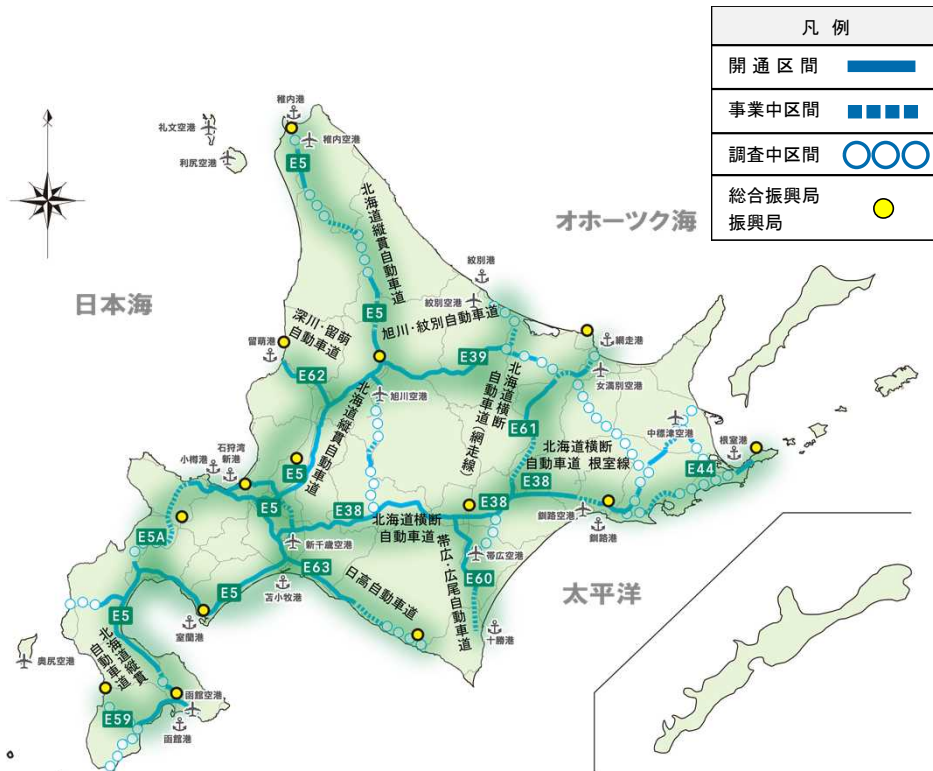 凡 例
開通区間
事業中区間
調査中区間
総合振興局
振興局
稚内港
礼文空港
稚内空港
利尻空港
E5
北海道縦貫自動車道
オホーツク海
日本海
紋別港
紋別空港
E5
旭川・紋別自動車道
深川・留萌
自動車道
留萌港
網走港
E39
女満別空港
E62
旭川空港
北海道縦貫自動車道
北海道横断
自動車道(網走線)
E61
中標津空港
北海道横断
自動車道 根室線
根室港
石狩湾
新港
小樽港
E5
E44
E38
E5
E38
E38
北海道横断
自動車道
釧路空港
釧路港
E5A
新千歳空港
帯広空港
E63
日高自動車道
帯広・広尾自動車道
E60
太平洋
E5
E5
苫小牧港
室蘭港
十勝港
奥尻空港
北海道縦貫
自動車道
函館空港
E59
函館港